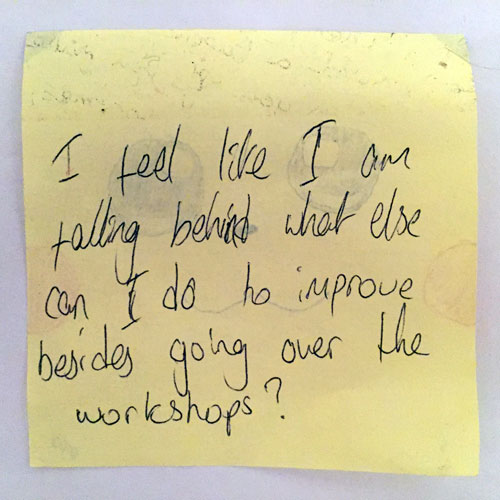 I feel like I am
falling behind what else
can I do to improve
besides going over the
workshops?